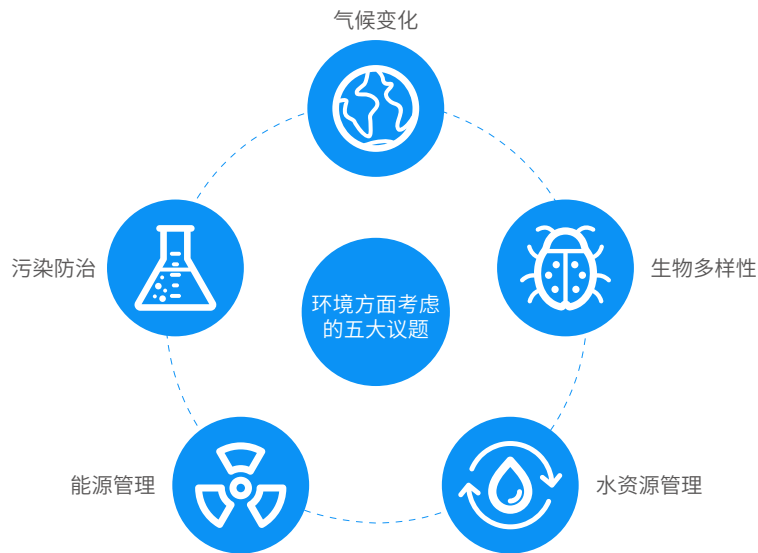 气候变化
污染防治
生物多样性
环境方面考虑
的五大议题
能源管理
水资源管理